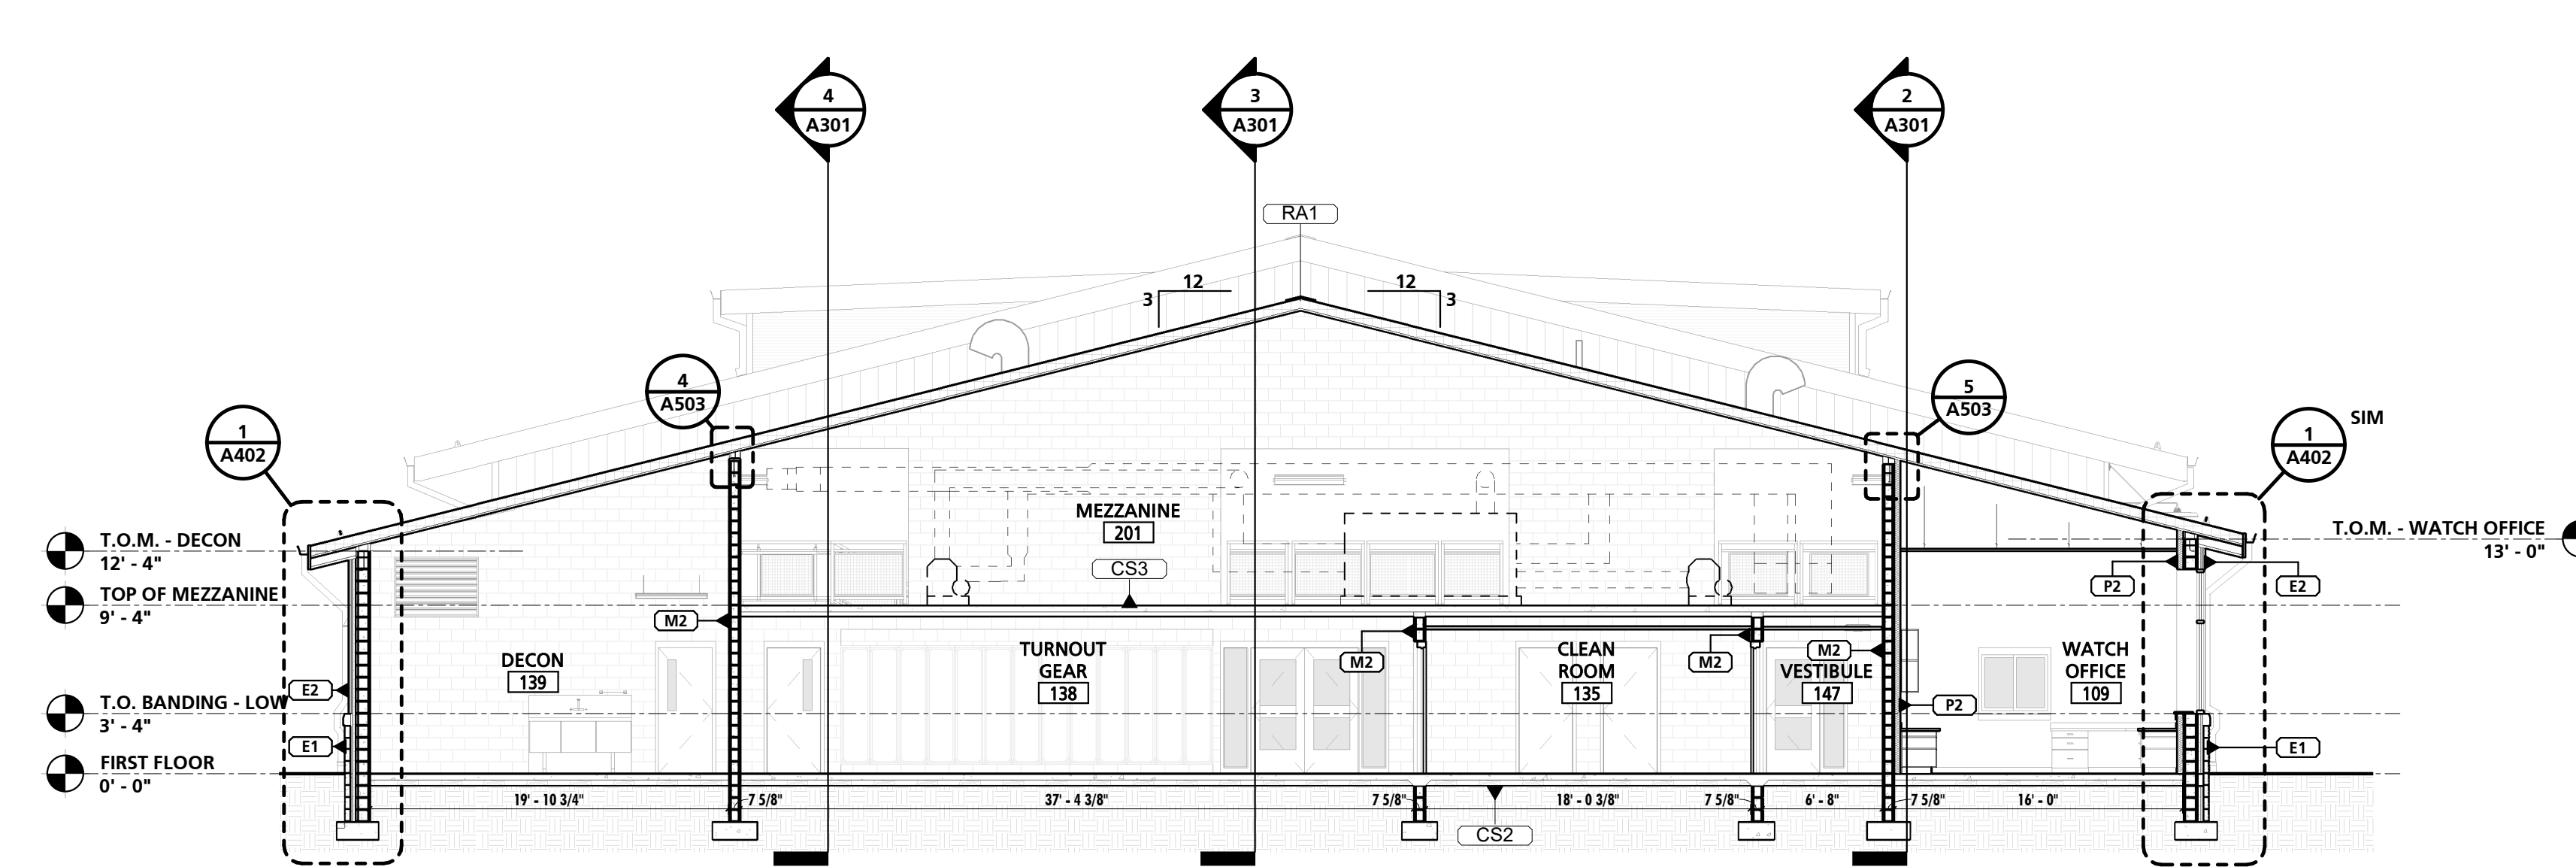 4
A301
3
A301
2
A301
RA1
12
3
12
3
4
A503
5
A503
1
A402
1
A402
SIM
T.O.M. - DECON
12' - 4"
TOP OF MEZZANINE
9' - 4"
T.O. BANDING - LOW
3' - 4"
FIRST FLOOR
0' - 0"
T.O.M. - WATCH OFFICE
13' - 0"
MEZZANINE
201
CS3
P2
E2
M2
M2
M2
M2
DECON
139
TURNOUT
GEAR
138
CLEAN
ROOM
135
VESTIBULE
147
WATCH
OFFICE
109
E2
P2
E1
E1
19' - 10 3/4"
7 5/8"
37' - 4 3/8"
7 5/8"
18' - 0 3/8"
7 5/8"
6' - 8"
7 5/8"
16' - 0"
CS2